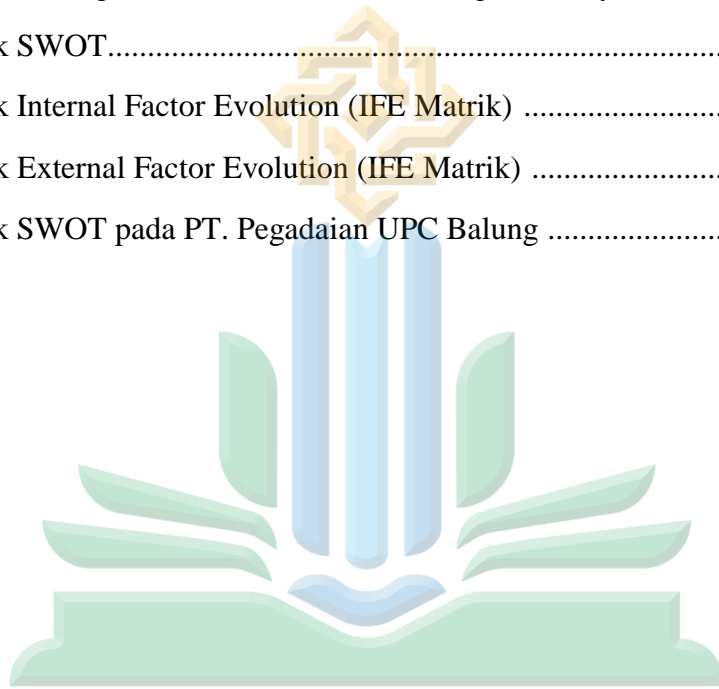 k SWOT................................................................................
k Internal Factor Evolution (IFE Matrik) ............................
k External Factor Evolution (IFE Matrik) ..........................
k SWOT pada PT. Pegadaian UPC Balung ........................